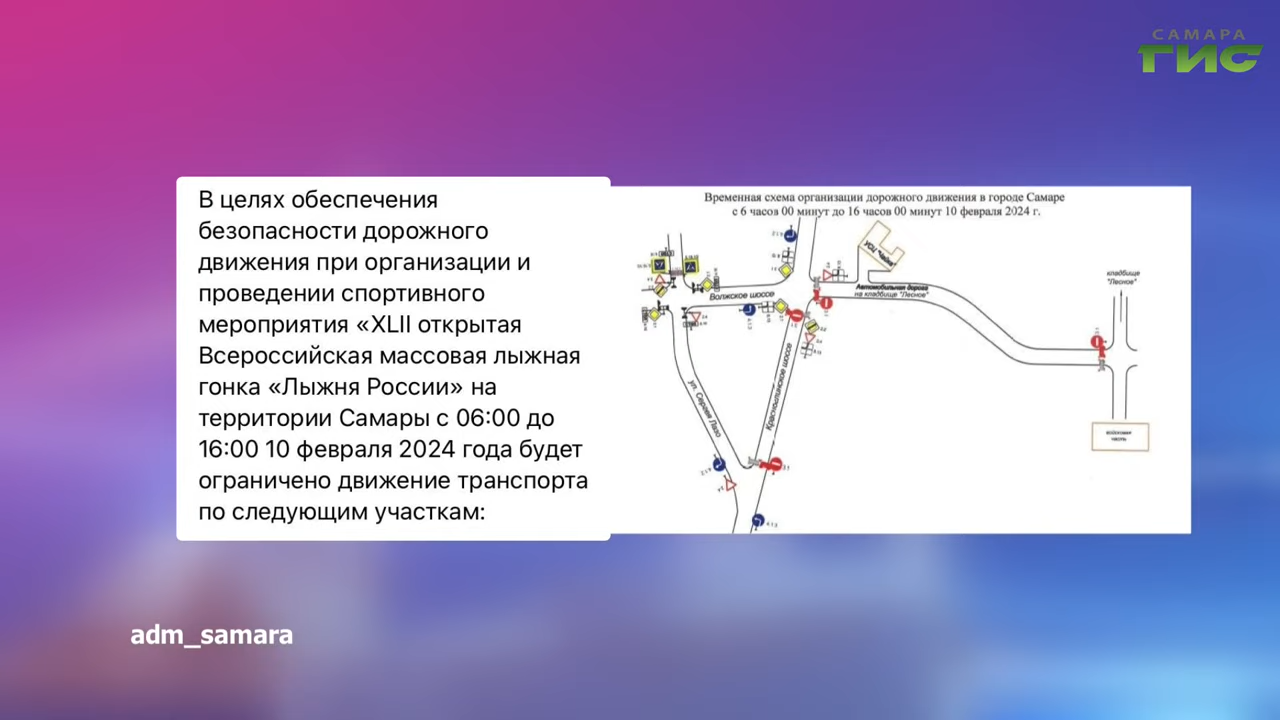 САМАРА
ГИС
В целях обеспечения
безопасности дорожного
движения при организации и
проведении спортивного
мероприятия «XLII открытая
Всероссийская массовая лыжная
гонка «Лыжня России» на
территории Самары с 06:00 до
16:00 10 февраля 2024 года будет
ограничено движение транспорта
по следующим участкам:
Временная схема организации дорожного движения в городе Самаре
с 6 часов 00 минут до 16 часов 00 минут 10 февраля 2024 г.
Волжское шоссе
Автомобильная дорога
на кладбище "Лесное"
кладбище
"Лесное"
ул. Сергея Лазо
Красноглинское шоссе
войсковая
часть
adm_samara